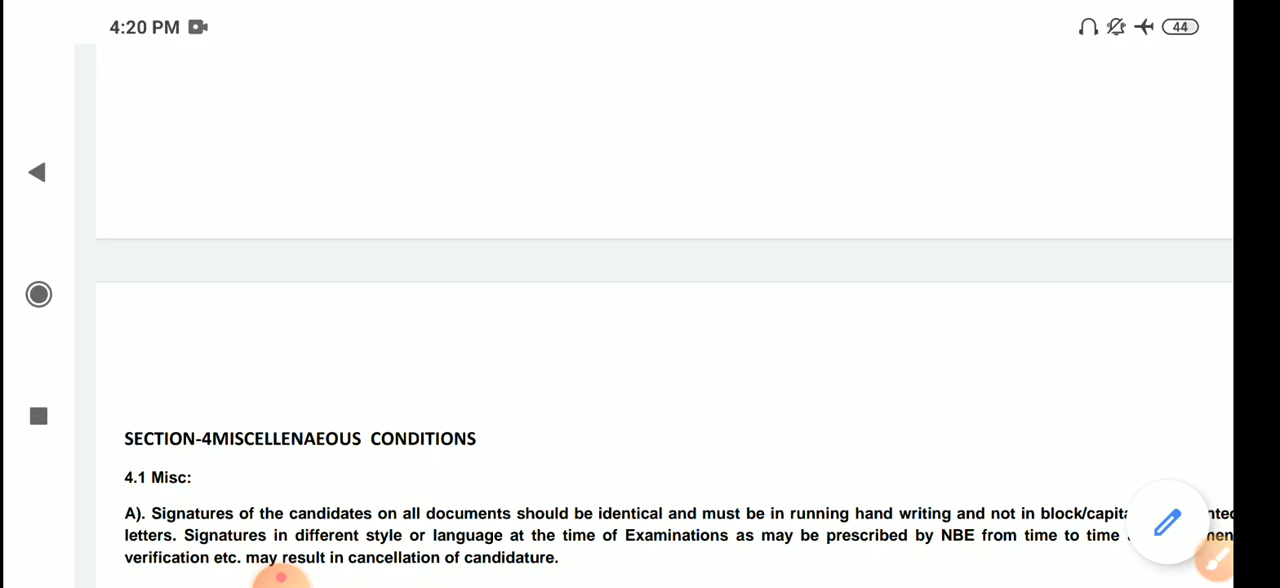 4:20 PM
44
SECTION-4MISCELLENAEOUS CONDITIONS
4.1 Misc:
A). Signatures of the candidates on all documents should be identical and must be in running hand writing and not in
letters. Signatures in different style or language at the time of Examinations as may be prescribed by NBE from time to time
verification etc. may result in cancellation of candidature.